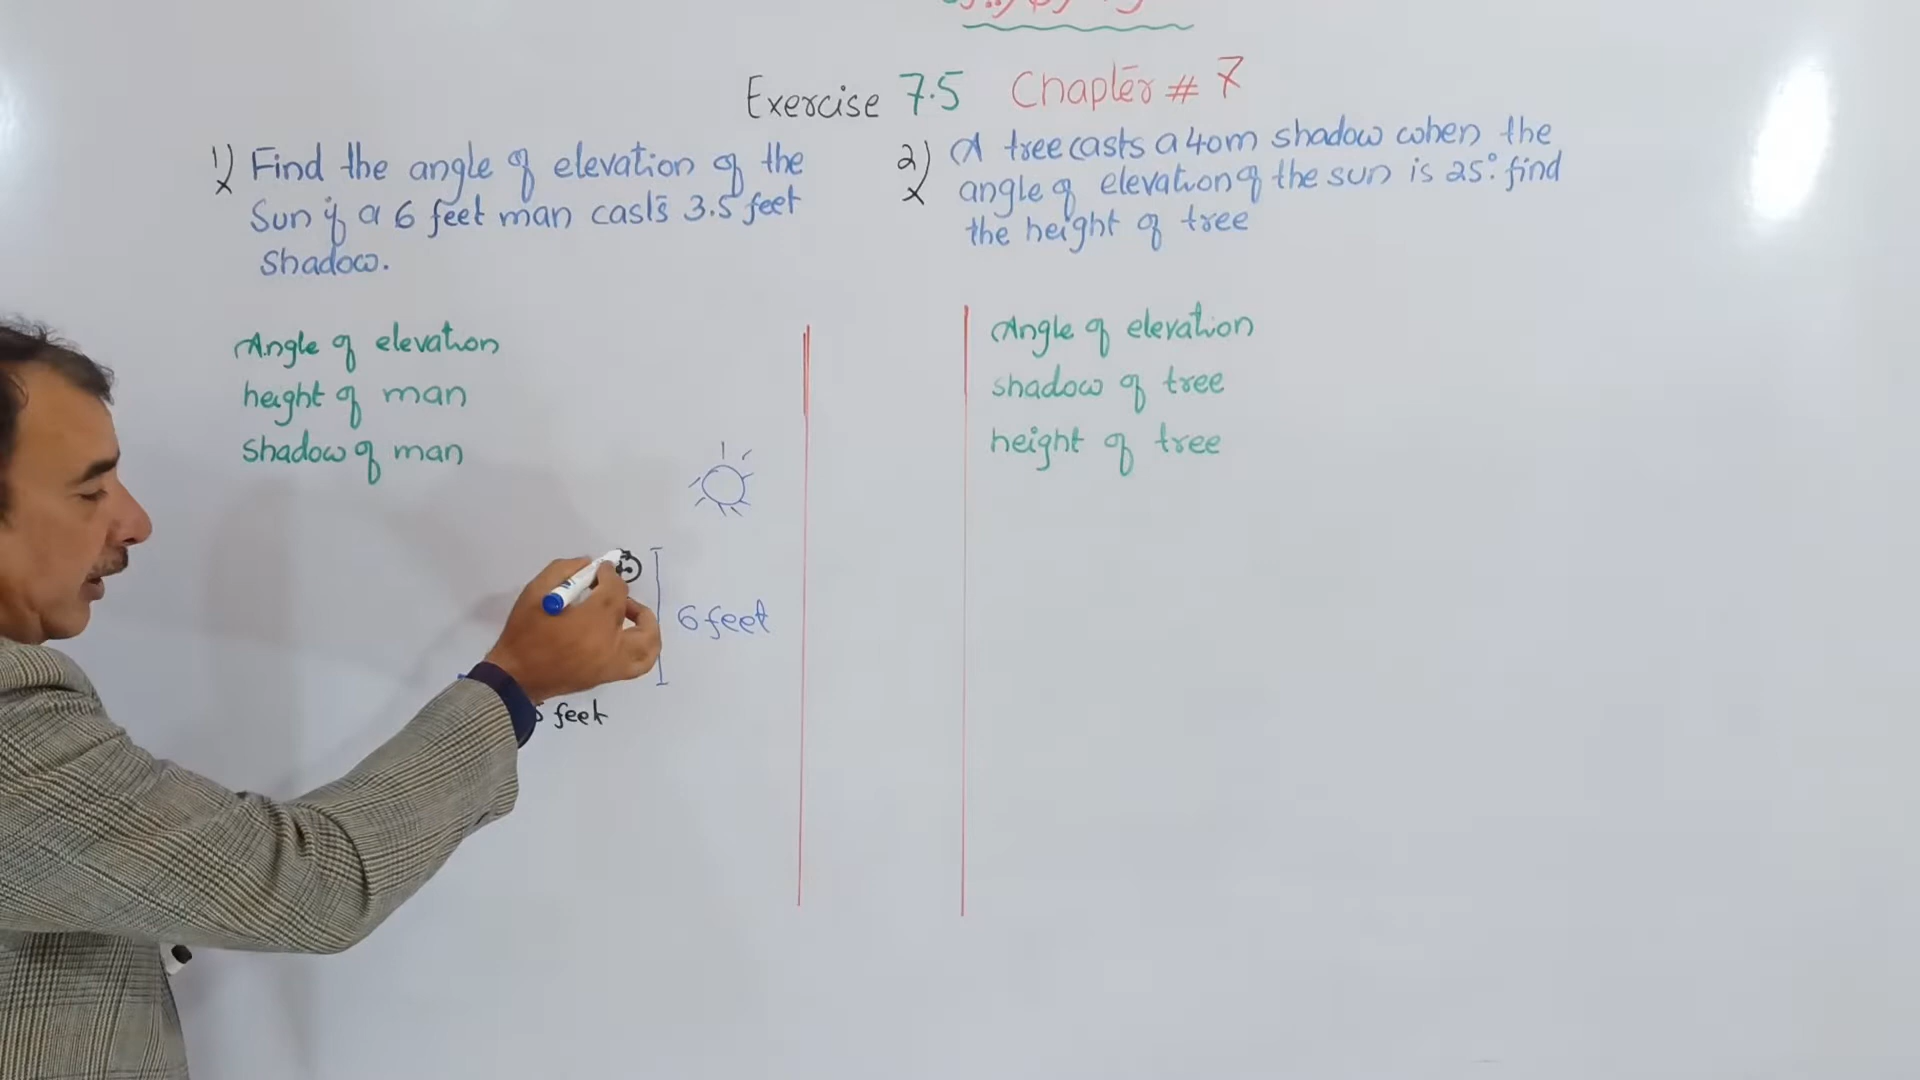 Exercise 7.5 Chapter # 7
1) Find the angle of elevation of the
Sun if a 6 feet man casts 3.5 feet
Shadow.
Angle of elevation
height of man
Shadow of man
6 feet
feet
2) A tree casts a 40m shadow when the
angle of elevation of the sun is 25° find
the height of tree
Angle of elevation
shadow of tree
height of tree